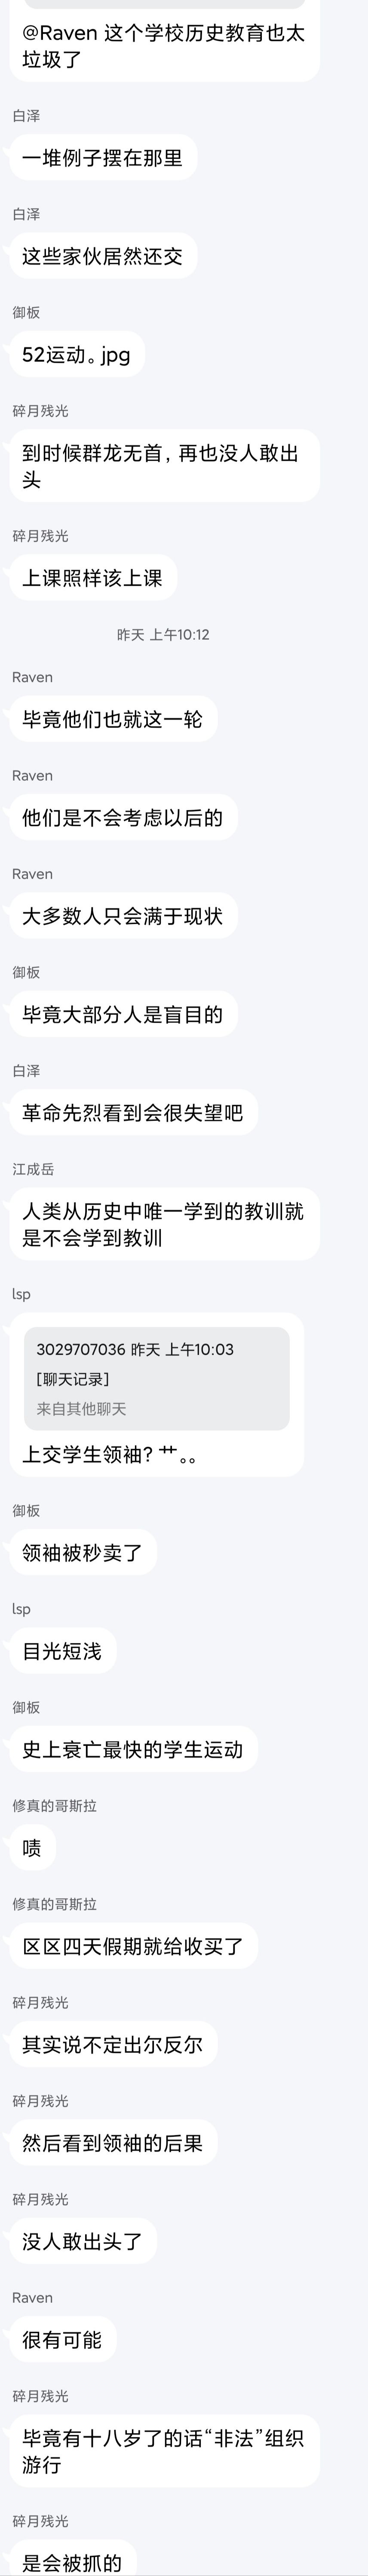 @Raven 这个学校历史教育也太
垃圾了
白泽
一堆例子摆在那里
白泽
这些家伙居然还交
御板
52运动。jpg
碎月残光
到时候群龙无首，再也没人敢出
头
碎月残光
上课照样该上课
昨天 上午10:12
Raven
毕竟他们也就这一轮
Raven
他们是不会考虑以后的
Raven
大多数人只会满于现状
御板
毕竟大部分人是盲目的
白泽
革命先烈看到会很失望吧
江成岳
人类从历史中唯一学到的教训就
是不会学到教训
lsp
3029707036 昨天 上午10:03
[聊天记录]
来自其他聊天
上交学生领袖? 艹。。
御板
领袖被秒卖了
lsp
目光短浅
御板
史上衰亡最快的学生运动
修真的哥斯拉
啧
修真的哥斯拉
区区四天假期就给收买了
碎月残光
其实说不定出尔反尔
碎月残光
然后看到领袖的后果
碎月残光
没人敢出头了
Raven
很有可能
碎月残光
毕竟有十八岁了的话“非法”组织
游行
碎月残光
是会被抓的